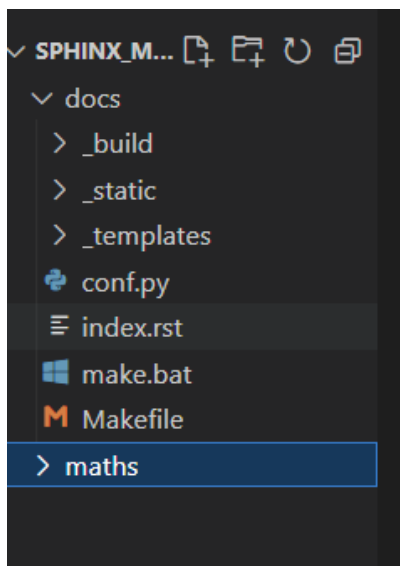 SPHINX_M...
docs
_build
_static
_templates
conf.py
index.rst
make.bat
Makefile
maths